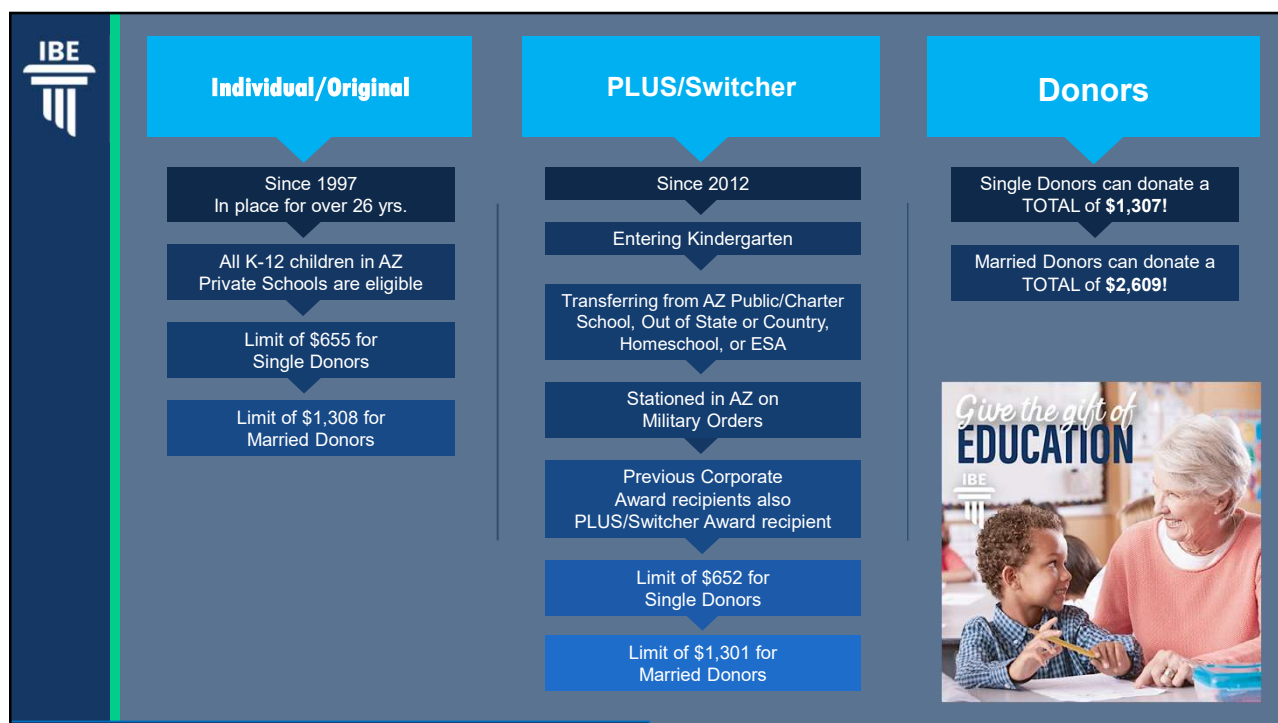 IBE
Individual/Original
Since 1997
In place for over 26 yrs.
All K-12 children in AZ
Private Schools are eligible
Limit of $655 for
Single Donors
Limit of $1,308 for
Married Donors
PLUS/Switcher
Since 2012
Entering Kindergarten
Transferring from AZ Public/Charter
School, Out of State or Country,
Homeschool, or ESA
Stationed in AZ on
Military Orders
Previous Corporate
Award recipients also
PLUS/Switcher Award recipient
Limit of $652 for
Single Donors
Limit of $1,301 for
Married Donors
Donors
Single Donors can donate a
TOTAL of $1,307!
Married Donors can donate a
TOTAL of $2,609!
Give the gift of
EDUCATION
IBE